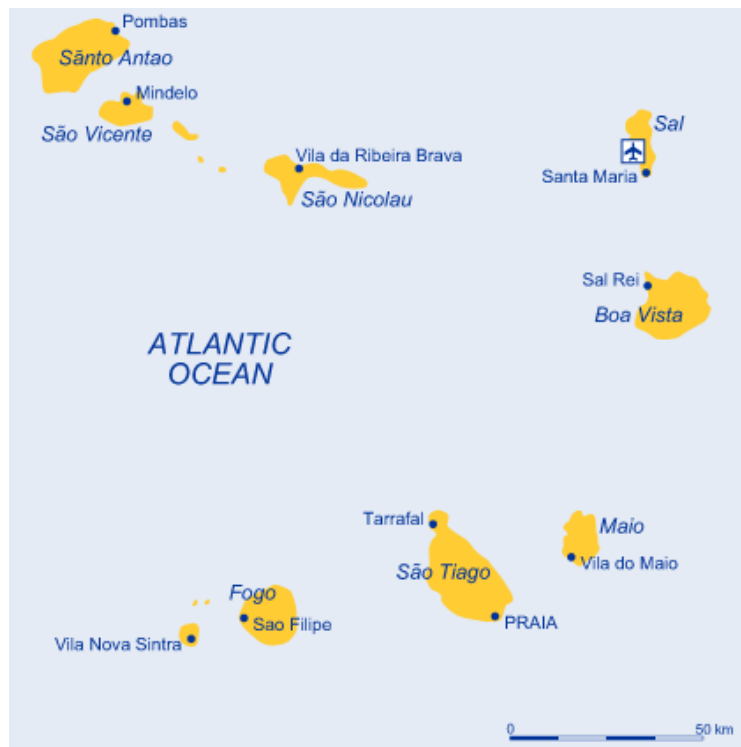 Pombas
Sãnto Antao
Mindelo
São Vicente
Sal
Vila da Ribeira Brava
Santa Maria
São Nicolau
Sal Rei
Boa Vista
ATLANTIC
OCEAN
Tarrafal
Maio
Vila do Maio
São Tiago
Fogo
Sao Filipe
PRAIA
Vila Nova Sintra
0 50 km